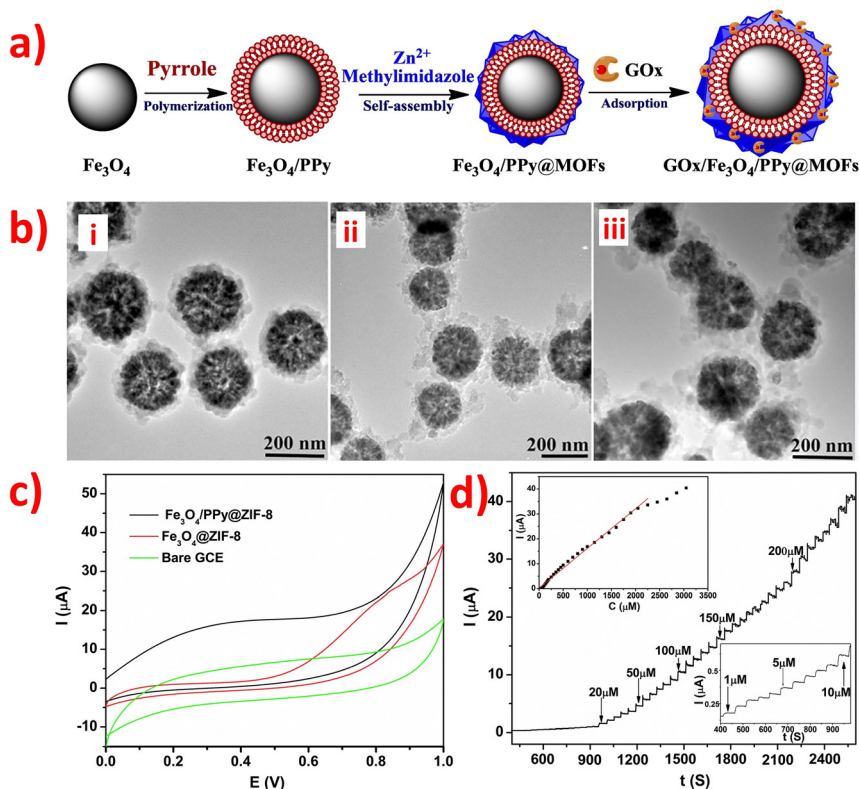 a)
Pyrrole
Polymerization
Zn2+
Methylimidazole
Self-assembly
GOx
Adsorption
Fe3O4
Fe3O4/PPy
Fe3O4/PPy@MOFs
GOx/Fe3O4/PPy@MOFs
b)
i
ii
iii
200 nm
200 nm
200 nm
c)
50
40
30
20
10
0
-10
I (μA)
Fe3O4/PPy@ZIF-8
Fe3O4@ZIF-8
Bare GCE
0.0 0.2 0.4 0.6 0.8 1.0
E (V)
d)
50
40
30
20
10
0
I (μA)
40
30
20
10
0
I (μA)
0 500 1000 1500 2000 2500 3000 3500
C (μM)
20μM
50μM
100μM
150μM
200μM
0.5
0.25
I (μA)
1μM
5μM
10μM
400 500 600 700 800 900
t (S)
600 900 1200 1500 1800 2100 2400
t (S)